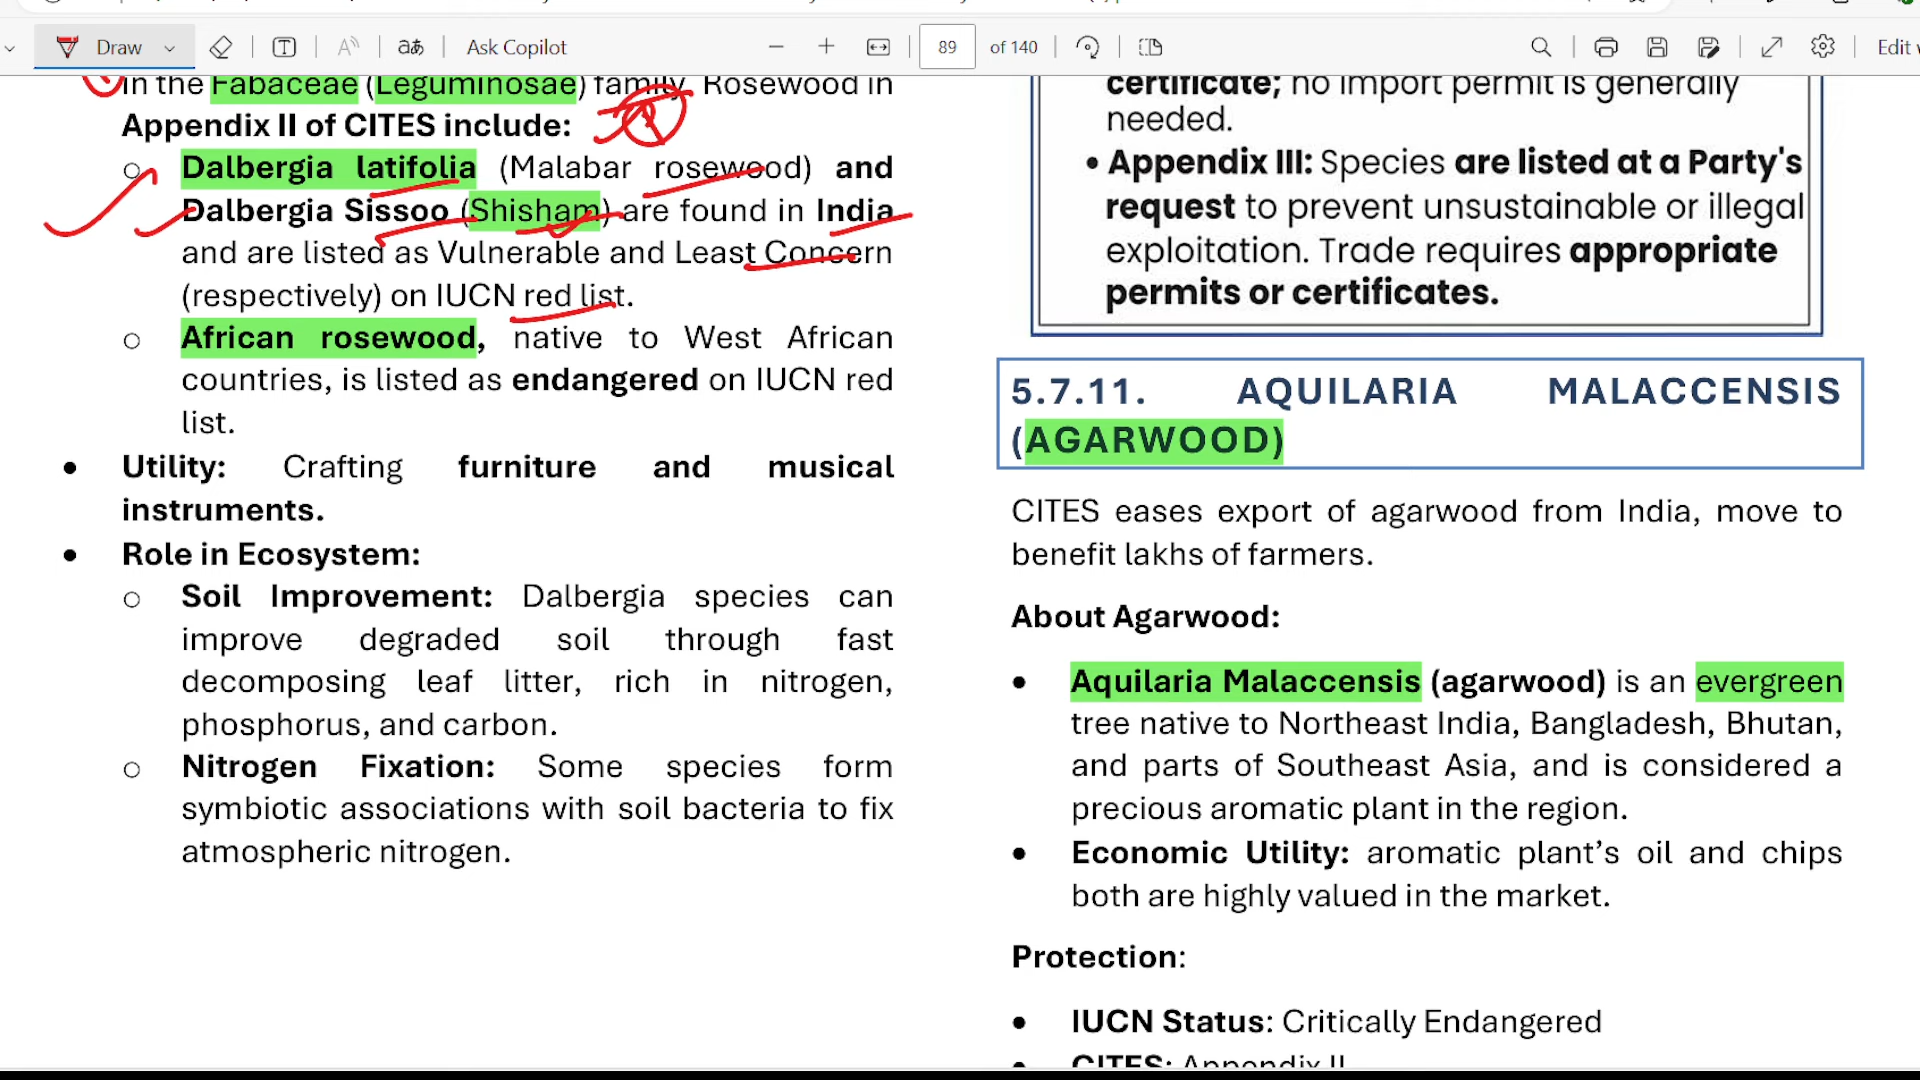 Draw
Ask Copilot
89 of 140
Edit
in the Fabaceae (Leguminosae) family. Rosewood in
Appendix II of CITES include:
○ Dalbergia latifolia (Malabar rosewood) and
Dalbergia Sissoo (Shisham) are found in India
and are listed as Vulnerable and Least Concern
(respectively) on IUCN red list.
○ African rosewood, native to West African
countries, is listed as endangered on IUCN red
list.
• Utility: Crafting furniture and musical
instruments.
• Role in Ecosystem:
○ Soil Improvement: Dalbergia species can
improve degraded soil through fast
decomposing leaf litter, rich in nitrogen,
phosphorus, and carbon.
○ Nitrogen Fixation: Some species form
symbiotic associations with soil bacteria to fix
atmospheric nitrogen.
certificate; no import permit is generally
needed.
• Appendix III: Species are listed at a Party's
request to prevent unsustainable or illegal
exploitation. Trade requires appropriate
permits or certificates.
5.7.11. AQUILARIA MALACCENSIS
(AGARWOOD)
CITES eases export of agarwood from India, move to
benefit lakhs of farmers.
About Agarwood:
• Aquilaria Malaccensis (agarwood) is an evergreen
tree native to Northeast India, Bangladesh, Bhutan,
and parts of Southeast Asia, and is considered a
precious aromatic plant in the region.
• Economic Utility: aromatic plant’s oil and chips
both are highly valued in the market.
Protection:
• IUCN Status: Critically Endangered
• CITES: Appendix II